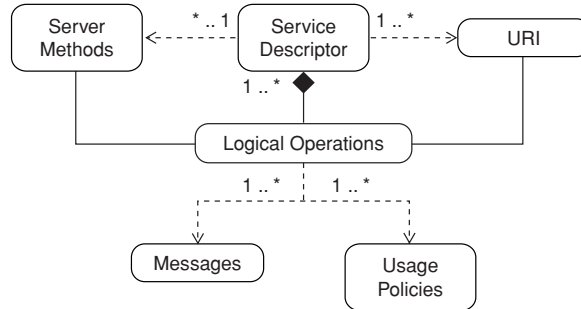 Server
Methods
* .. 1
Service
Descriptor
1 .. *
URI
1 .. *
Logical Operations
1 .. *
1 .. *
Messages
Usage
Policies